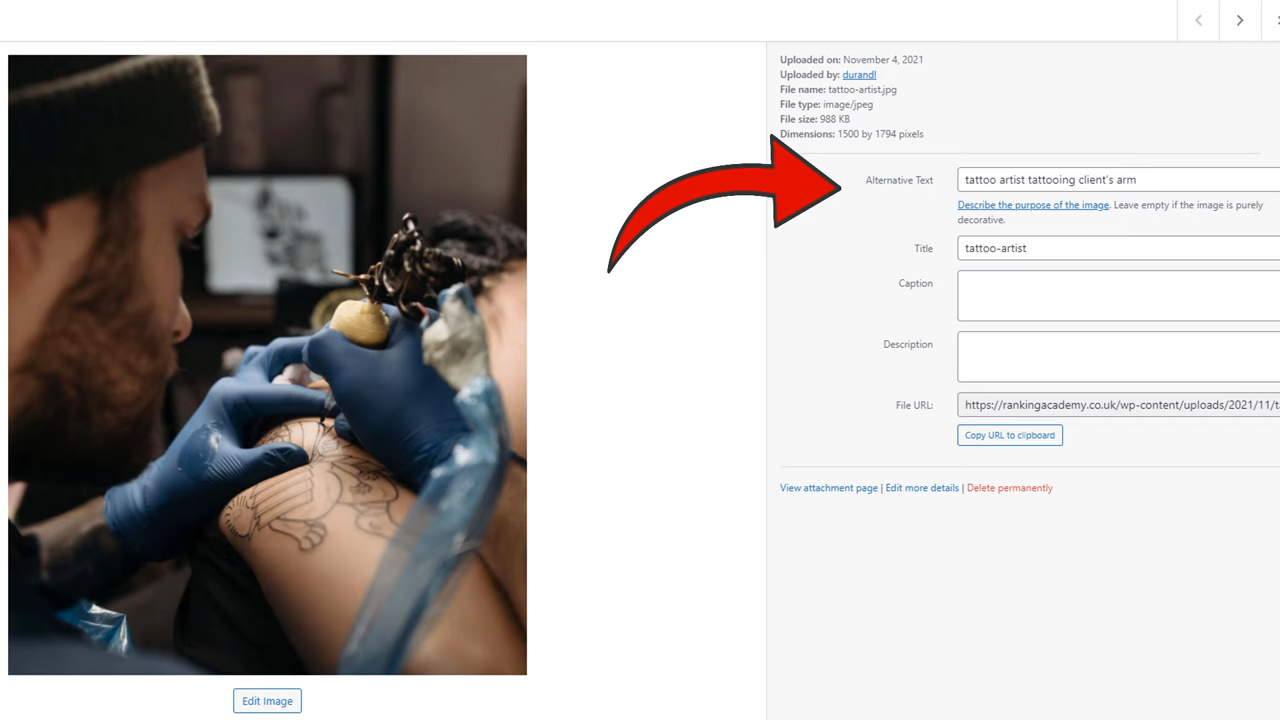 Uploaded on: November 4, 2021
Uploaded by: durandl
File name: tattoo-artist.jpg
File type: image/jpeg
File size: 988 KB
Dimensions: 1500 by 1794 pixels
Alternative Text tattoo artist tattooing client's arm
Describe the purpose of the image. Leave empty if the image is purely
decorative.
Title tattoo-artist
Caption
Description
File URL: https://rankingacademy.co.uk/wp-content/uploads/2021/11/t
Copy URL to clipboard
View attachment page | Edit more details | Delete permanently
Edit Image